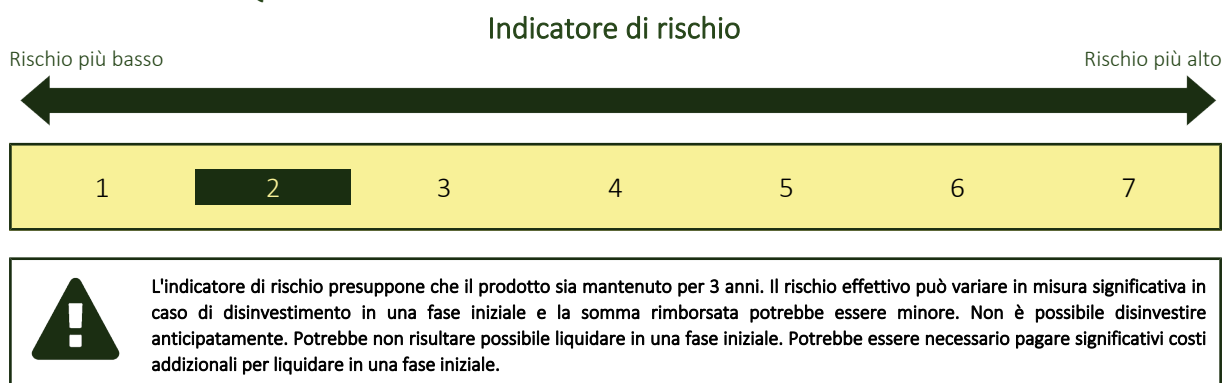 Indicatore di rischio
Rischio più basso
Rischio più alto
1 2 3 4 5 6 7
L'indicatore di rischio presuppone che il prodotto sia mantenuto per 3 anni. Il rischio effettivo può variare in misura significativa in
caso di disinvestimento in una fase iniziale e la somma rimborsata potrebbe essere minore. Non è possibile disinvestire
anticipatamente. Potrebbe non risultare possibile liquidare in una fase iniziale. Potrebbe essere necessario pagare significativi costi
addizionali per liquidare in una fase iniziale.